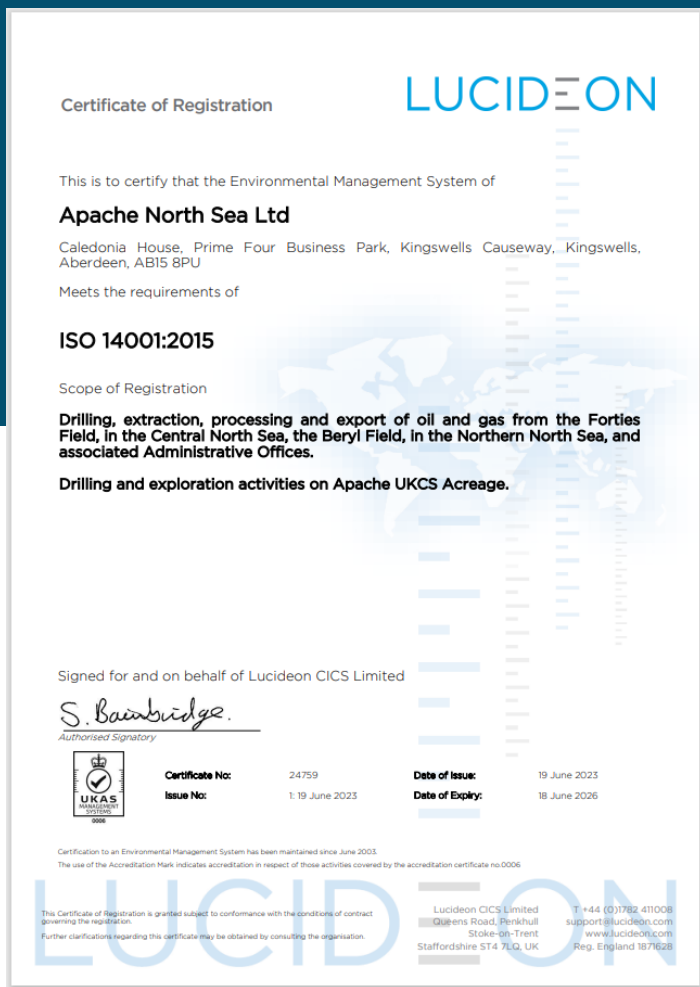 Certificate of Registration
LUCIDEON
This is to certify that the Environmental Management System of
Apache North Sea Ltd
Caledonia House, Prime Four Business Park, Kingswells Causeway, Kingswells,
Aberdeen, AB15 8PU
Meets the requirements of
ISO 14001:2015
Scope of Registration
Drilling, extraction, processing and export of oil and gas from the Forties
Field, in the Central North Sea, the Beryl Field, in the Northern North Sea, and
associated Administrative Offices.
Drilling and exploration activities on Apache UKCS Acreage.
Signed for and on behalf of Lucideon CICS Limited
S. Bainbridge.
Authorised Signatory
UKAS
MANAGEMENT
SYSTEMS
0006
Certificate No: 24759 Date of Issue: 19 June 2023
Issue No: 1: 19 June 2023 Date of Expiry: 18 June 2026
Certification to an Environmental Management System has been maintained since June 2003.
The use of the Accreditation Mark indicates accreditation in respect of those activities covered by the accreditation certificate no.0006
LUCIDEON
This Certificate of Registration is granted subject to conformance with the conditions of contract
governing the registration.
Further clarifications regarding this certificate may be obtained by consulting the organisation.
Lucideon CICS Limited
Queens Road, Penkhull
Stoke-on-Trent
Staffordshire ST4 7LQ, UK
T +44 (0)1782 411008
support@lucideon.com
www.lucideon.com
Reg. England 1871628